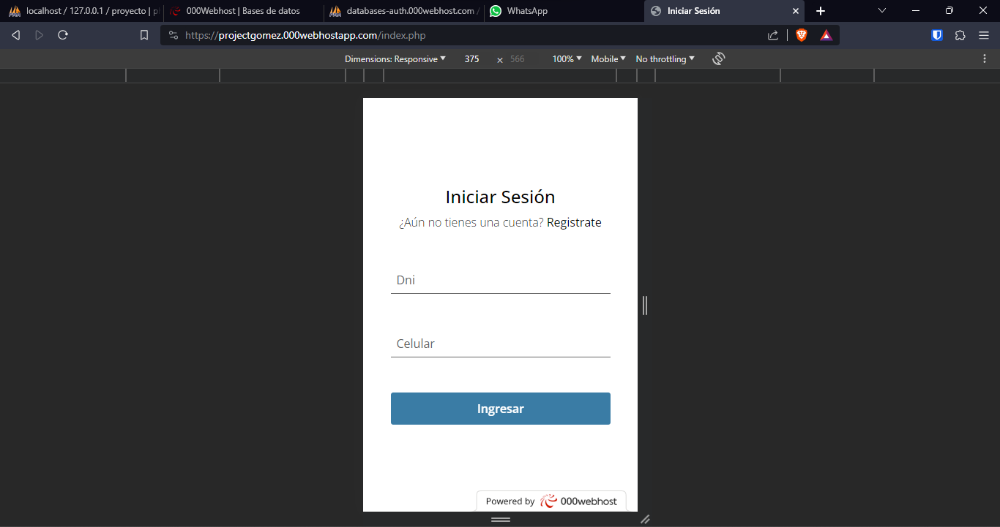 localhost / 127.0.0.1 / proyecto | p
000Webhost | Bases de datos
databases-auth.000webhost.com /
WhatsApp
Iniciar Sesión
https://projectgomez.000webhostapp.com/index.php
Dimensions: Responsive 375 x 566 100% Mobile No throttling
Iniciar Sesión
¿Aún no tienes una cuenta? Registrate
Dni
Celular
Ingresar
Powered by 000webhost